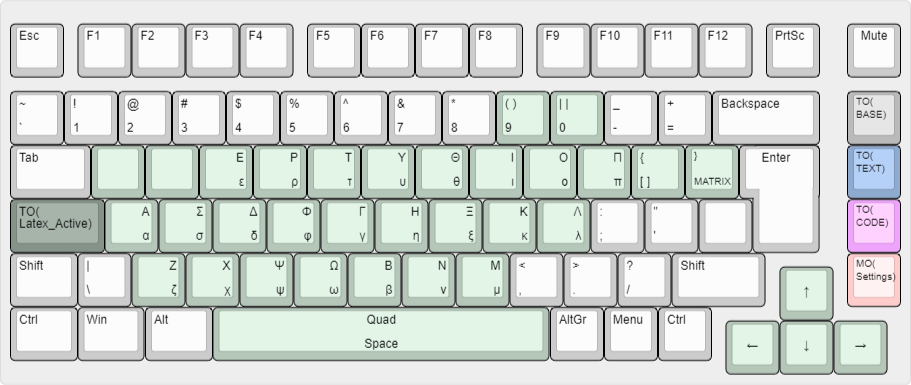 Esc F1 F2 F3 F4 F5 F6 F7 F8 F9 F10 F11 F12 PrtSc Mute
~ ! @ # $ % ^ & * ( ) | | _ + Backspace TO(
BASE)
` 1 2 3 4 5 6 7 8 9 0 - =
Tab Ε Ρ Τ Υ Θ Ι Ο Π { } Enter TO(
TEXT)
ε ρ τ υ θ ι ο π [ ] MATRIX
TO(
Latex_Active) Α Σ Δ Φ Γ Η Ξ Κ Λ : " TO(
CODE)
α σ δ φ γ η ξ κ λ ; '
Shift | Ζ Χ Ψ Ω Β Ν Μ < > ? Shift MO(
Settings)
\ ζ χ ψ ω β ν μ , . /
↑
Ctrl Win Alt Quad AltGr Menu Ctrl
Space
← ↓ →